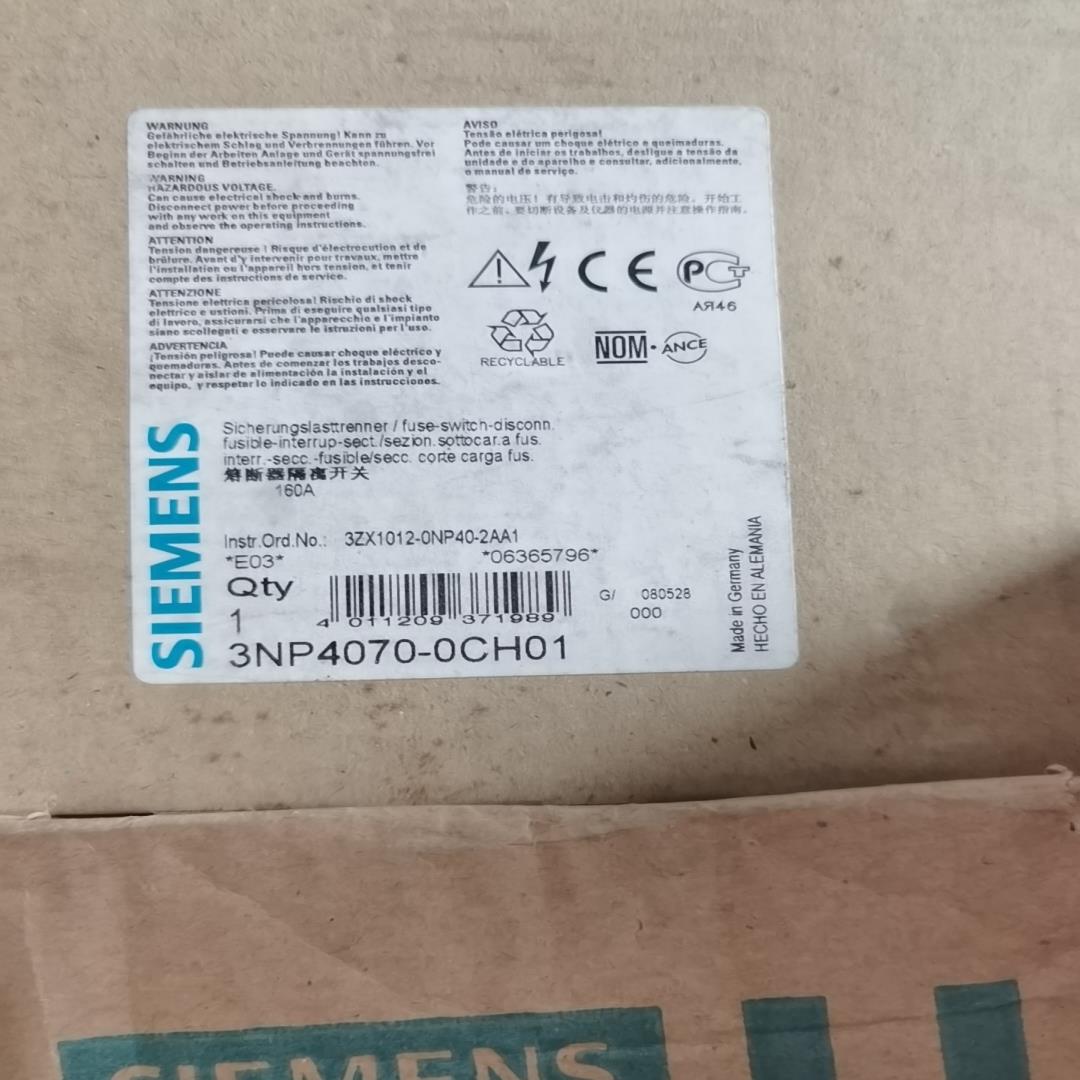 WARNUNG
Gefährliche elektrische Spannung! Kann zu
elektrischem Schlag und Verbrennungen führen. Vor
Beginn der Arbeiten Anlage und Gerät spannungsfrei
schalten und Betriebsanleitung beachten.
WARNING
HAZARDOUS VOLTAGE.
Can cause electrical shock and burns.
Disconnect power before proceeding
with any work on this equipment
and observe the operating instructions.
ATTENTION
Tension dangereuse ! Risque d'électrocution et de
brûlure. Avant d'y intervenir pour travaux, mettre
l'installation ou l'appareil hors tension, et tenir
compte des instructions de service.
ATTENZIONE
Tensione elettrica pericolosa! Rischio di shock
elettrico e ustioni. Prima di eseguire qualsiasi tipo
di lavoro, assicurarsi che l'apparecchio e l'impianto
siano scollegati e osservare le istruzioni per l'uso.
ADVERTENCIA
¡Tensión peligrosa! Puede causar choque eléctrico y
quemaduras. Antes de comenzar los trabajos desco-
nectar y aislar de alimentación la instalación y el
equipo, y respetar lo indicado en las instrucciones.
AVISO
Tensão elétrica perigosa!
Pode causar um choque elétrico e queimaduras.
Antes de iniciar os trabalhos, desligue a tensão da
unidade e do aparelho e consultar, adicionalmente,
o manual de serviço.
警告:
危险的电压! 有导致电击和灼伤的危险。开始工
作之前,要切断设备及仪器的电源并注意操作指南。
CE PCT
АЯ46
RECYCLABLE
NOM·ANCE
SIEMENS
Sicherungslasttrenner / fuse-switch-disconn.
fusible-interrup-sect./sezion.sottocar.a fus.
interr.-secc.-fusible/secc. corte carga fus.
熔断器隔离开关
160A
Instr.Ord.No.: 3ZX1012-0NP40-2AA1
*E03* *06365796*
Qty
1
4 011209 371989
G/ 080528
000
3NP4070-0CH01
Made in Germany
HECHO EN ALEMANIA
SIEMENS